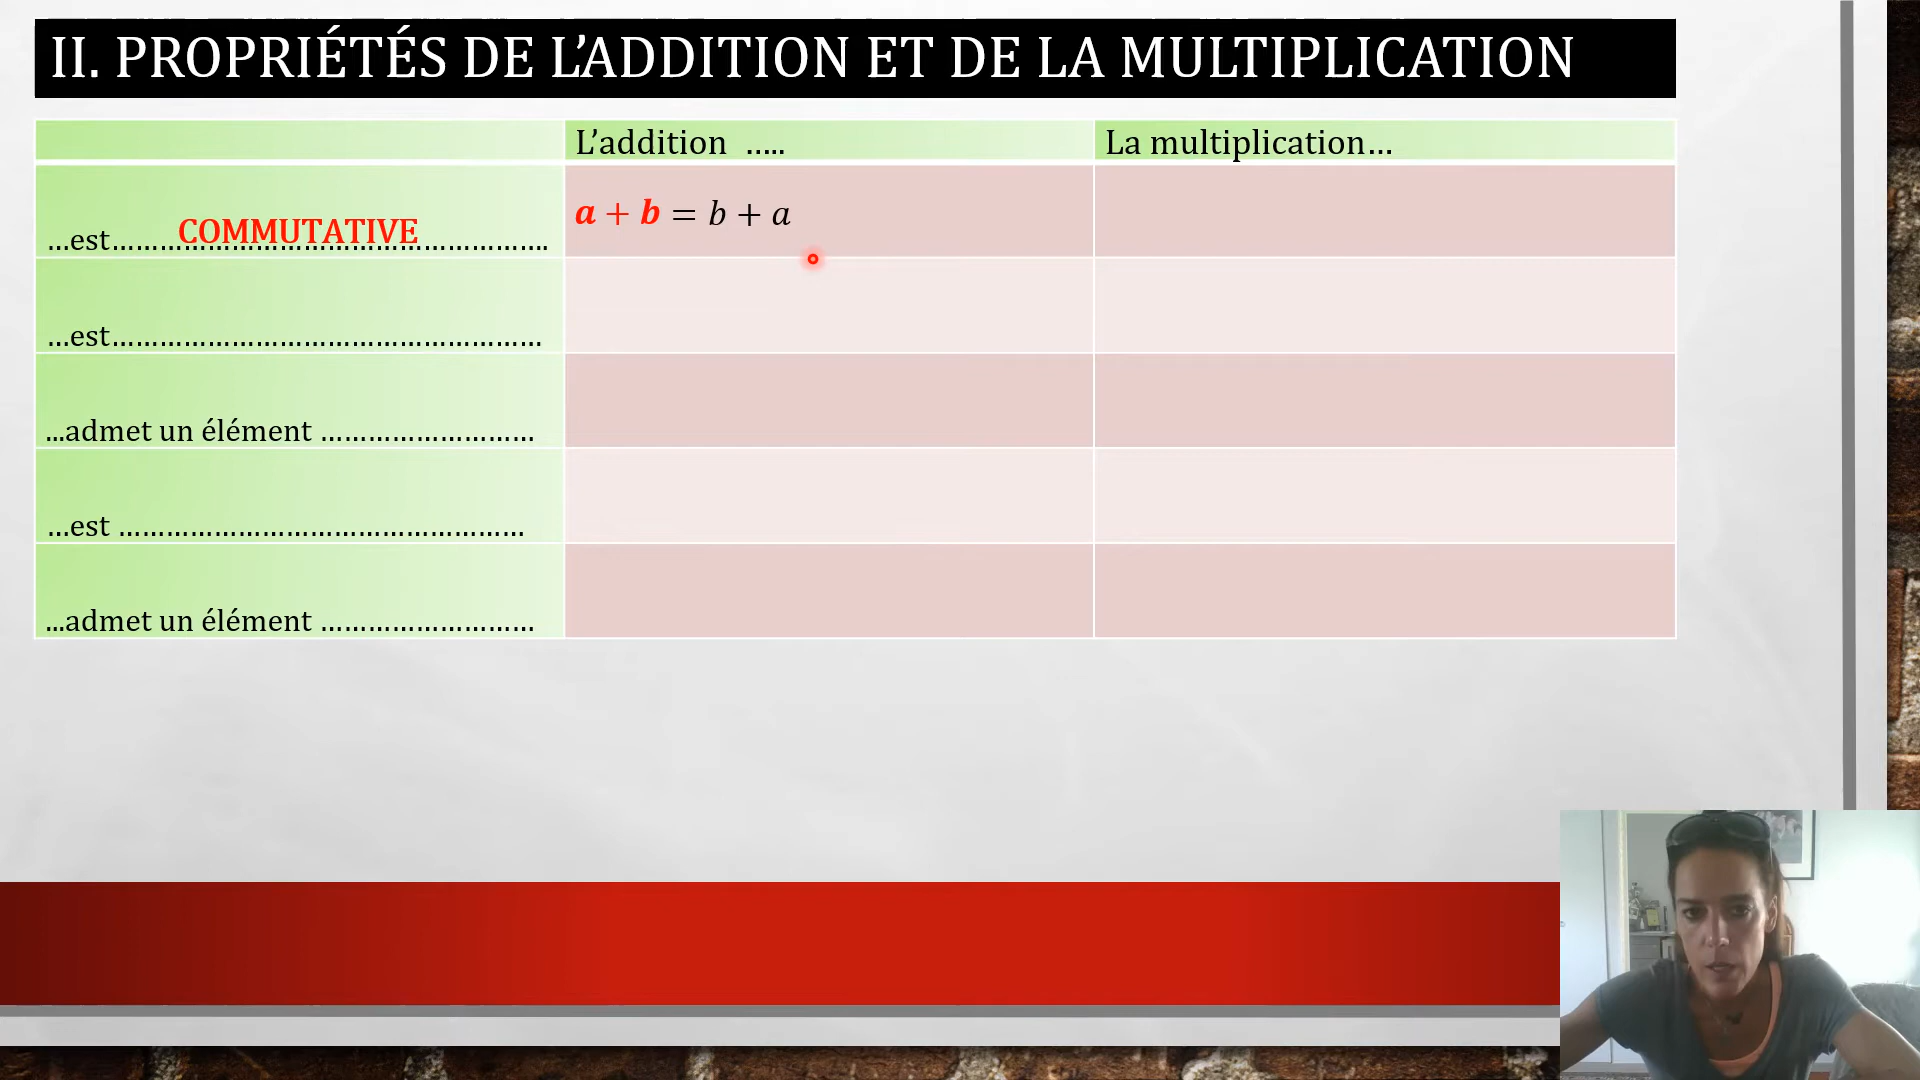 II. PROPRIÉTÉS DE L’ADDITION ET DE LA MULTIPLICATION
L’addition …..
La multiplication…
…est……………………………………………….
COMMUTATIVE
a + b = b + a
…est………………………………………………
...admet un élément ………………………
…est ……………………………………………
...admet un élément ………………………